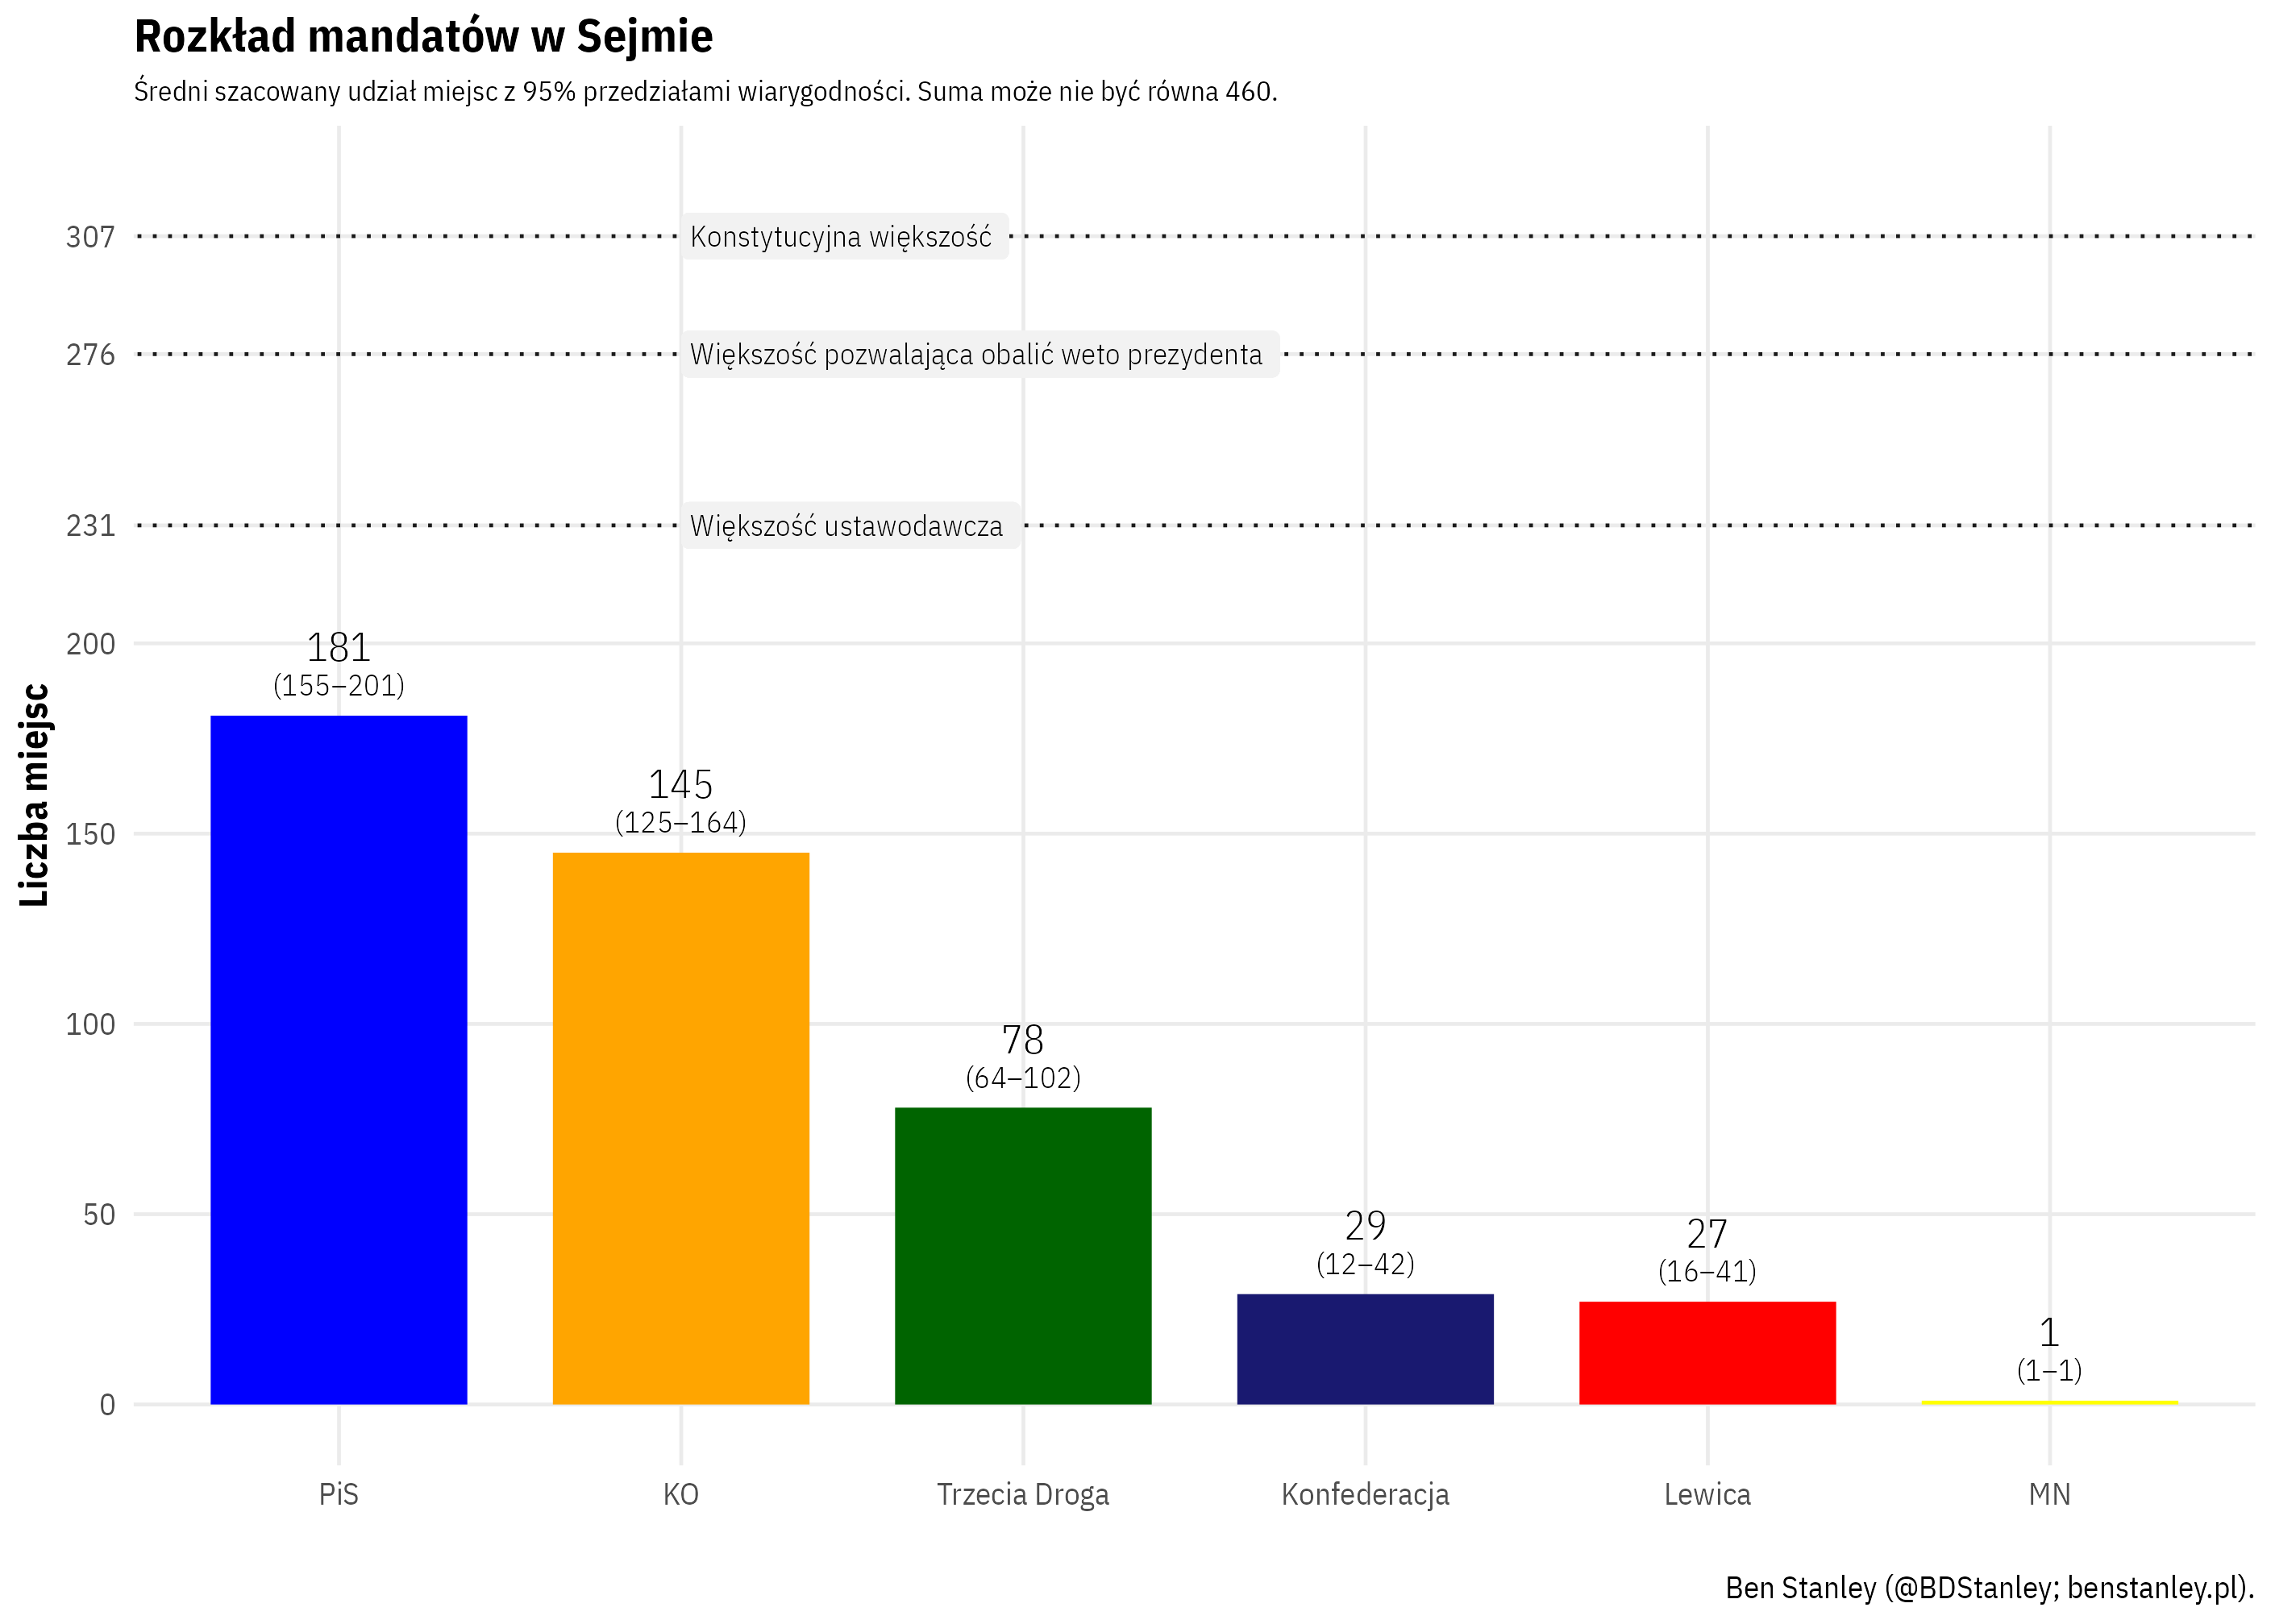 Rozkład mandatów w Sejmie
Średni szacowany udział miejsc z 95% przedziałami wiarygodności. Suma może nie być równa 460.
307
Konstytucyjna większość
276
Większość pozwalająca obalić weto prezydenta
231
Większość ustawodawcza
200
181
(155–201)
Liczba miejsc
150
145
(125–164)
100
78
(64–102)
50
29
(12–42)
27
(16–41)
1
(1–1)
0
PiS
KO
Trzecia Droga
Konfederacja
Lewica
MN
Ben Stanley (@BDStanley; benstanley.pl).